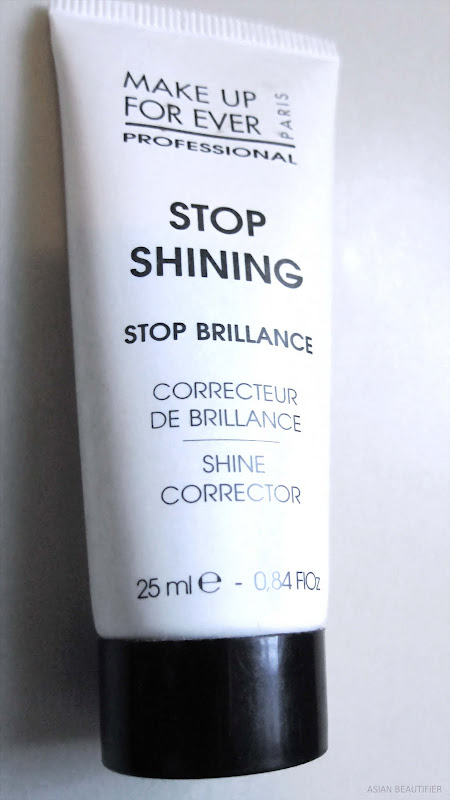 MAKE UP
FOR EVER
PARIS
PROFESSIONAL
STOP
SHINING
STOP BRILLANCE
CORRECTEUR
DE BRILLANCE
SHINE
CORRECTOR
25 ml ℮ - 0,84 FlOz
ASIAN BEAUTIFIER